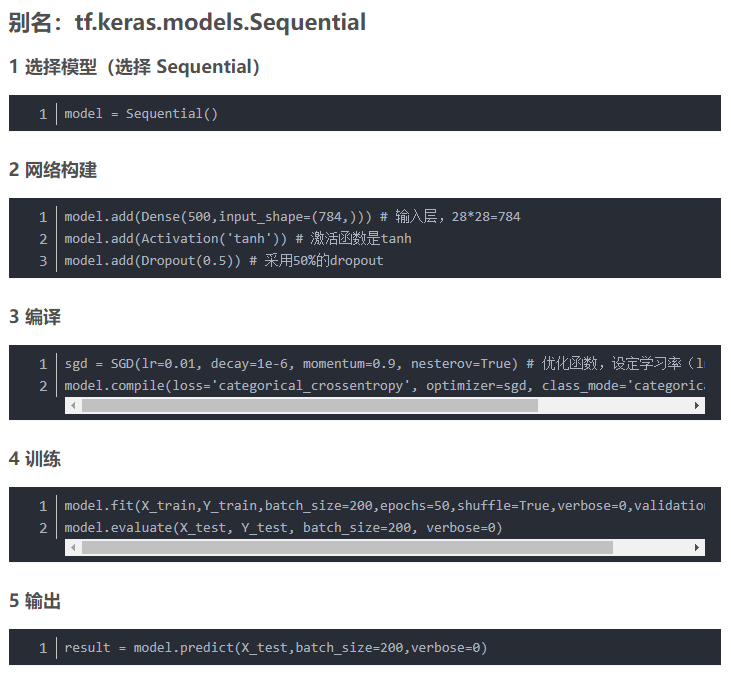 别名：tf.keras.models.Sequential
1 选择模型（选择 Sequential）
1 model = Sequential()
2 网络构建
1 model.add(Dense(500,input_shape=(784,))) # 输入层，28*28=784
2 model.add(Activation('tanh')) # 激活函数是tanh
3 model.add(Dropout(0.5)) # 采用50%的dropout
3 编译
1 sgd = SGD(lr=0.01, decay=1e-6, momentum=0.9, nesterov=True) # 优化函数，设定学习率（l
2 model.compile(loss='categorical_crossentropy', optimizer=sgd, class_mode='categorica
4 训练
1 model.fit(X_train,Y_train,batch_size=200,epochs=50,shuffle=True,verbose=0,validation
2 model.evaluate(X_test, Y_test, batch_size=200, verbose=0)
5 输出
1 result = model.predict(X_test,batch_size=200,verbose=0)